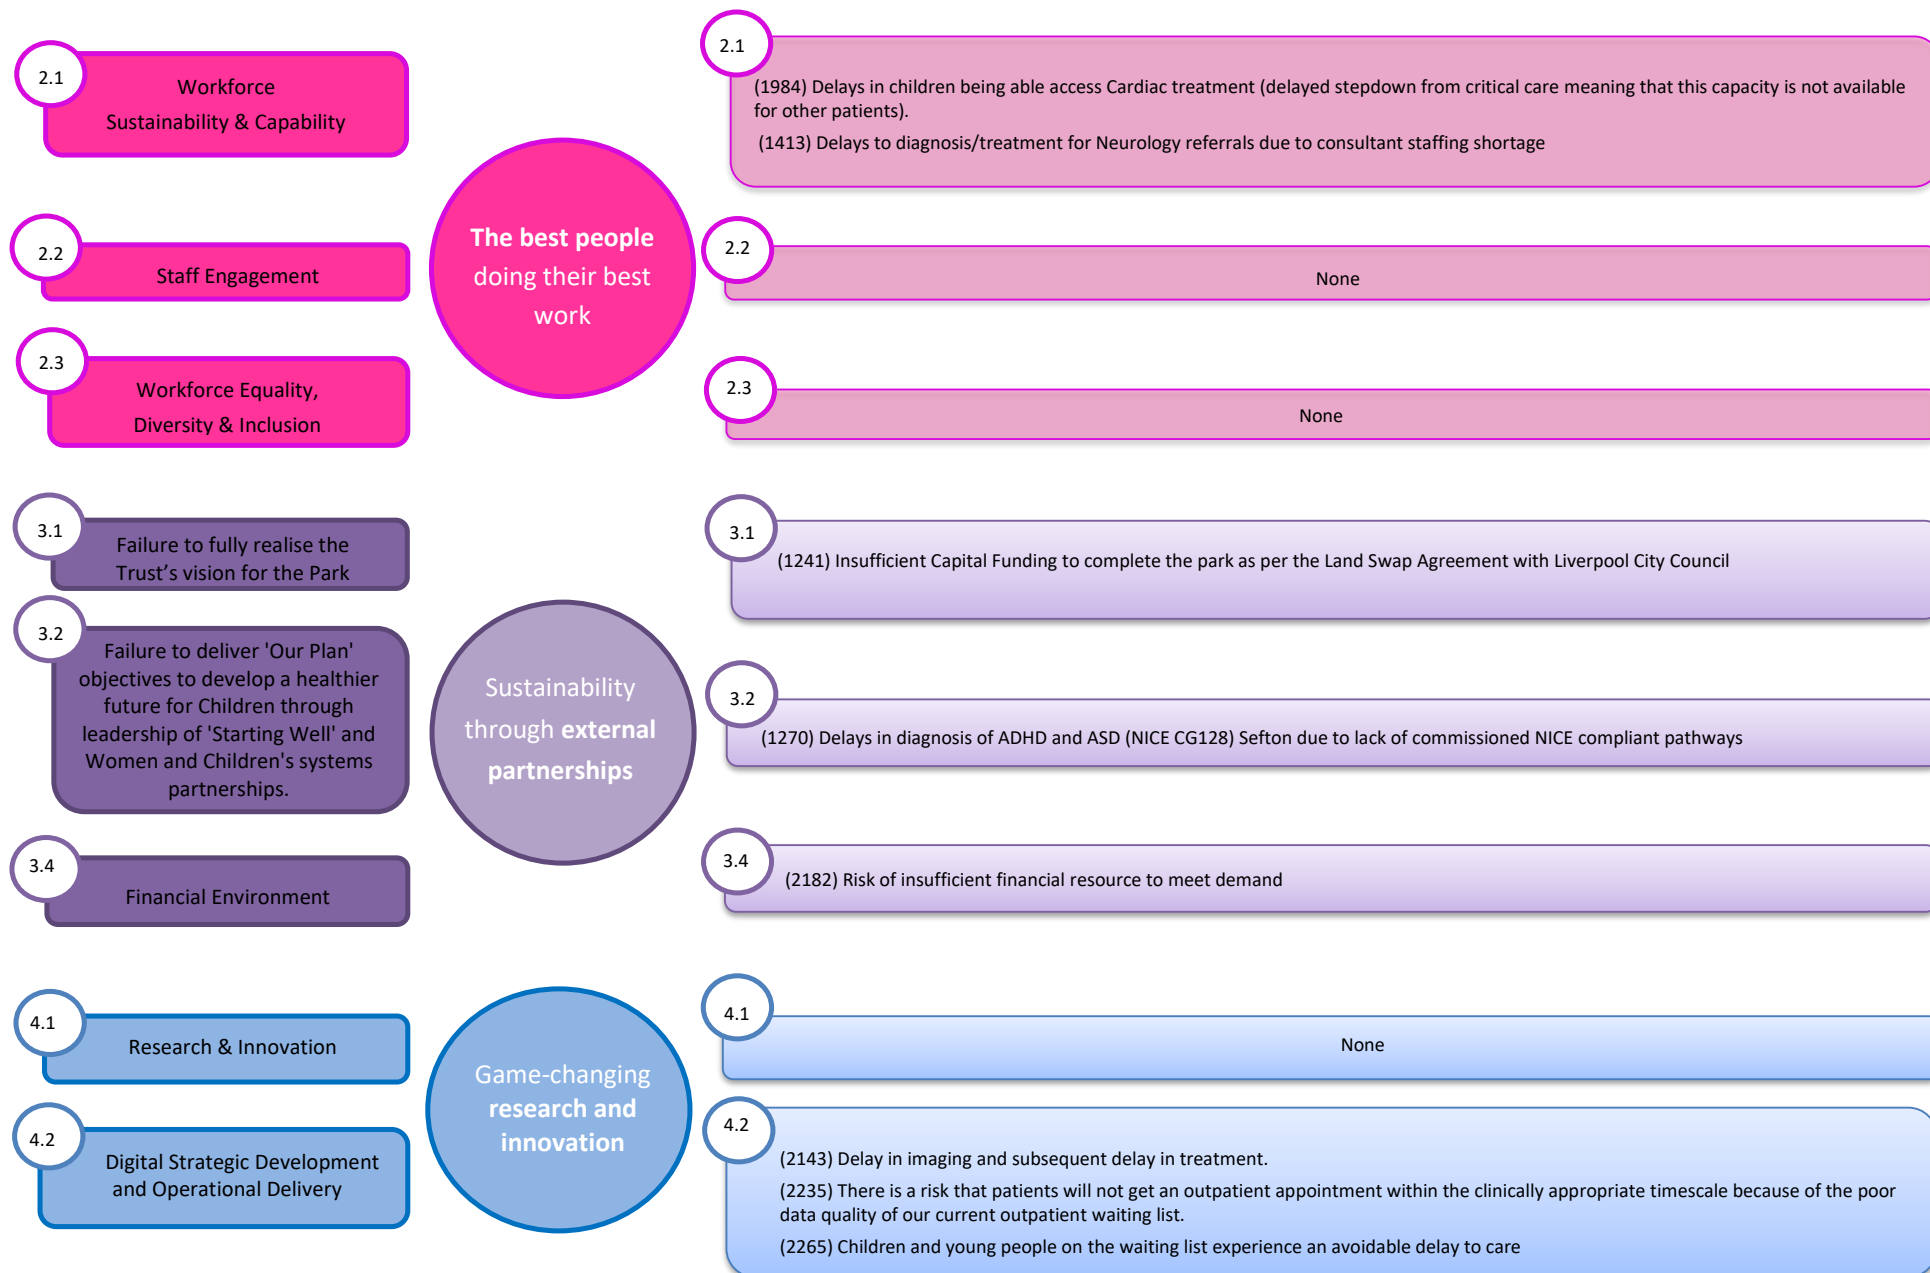 2.1
Workforce
Sustainability & Capability
2.2
Staff Engagement
2.3
Workforce Equality,
Diversity & Inclusion
The best people
doing their best
work
2.1
(1984) Delays in children being able access Cardiac treatment (delayed stepdown from critical care meaning that this capacity is not available
for other patients).
(1413) Delays to diagnosis/treatment for Neurology referrals due to consultant staffing shortage
2.2
None
2.3
None
3.1
Failure to fully realise the
Trust’s vision for the Park
3.2
Failure to deliver 'Our Plan'
objectives to develop a healthier
future for Children through
leadership of 'Starting Well' and
Women and Children's systems
partnerships.
3.4
Financial Environment
Sustainability
through external
partnerships
3.1
(1241) Insufficient Capital Funding to complete the park as per the Land Swap Agreement with Liverpool City Council
3.2
(1270) Delays in diagnosis of ADHD and ASD (NICE CG128) Sefton due to lack of commissioned NICE compliant pathways
3.4
(2182) Risk of insufficient financial resource to meet demand
4.1
Research & Innovation
4.2
Digital Strategic Development
and Operational Delivery
Game-changing
research and
innovation
4.1
None
4.2
(2143) Delay in imaging and subsequent delay in treatment.
(2235) There is a risk that patients will not get an outpatient appointment within the clinically appropriate timescale because of the poor
data quality of our current outpatient waiting list.
(2265) Children and young people on the waiting list experience an avoidable delay to care